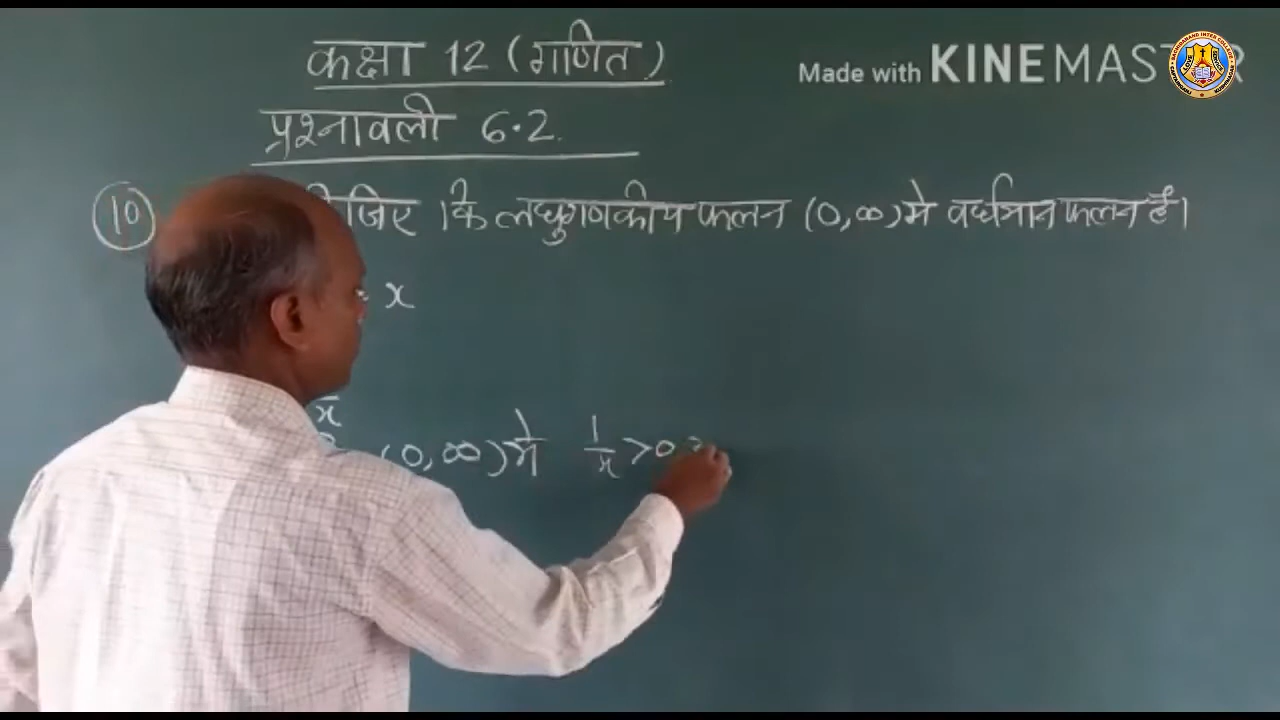 कक्षा 12 (गणित)
Made with KINEMASTER
प्रश्नावली 6.2.
10 कीजिए कि लघुगणकीय फलन (0,∞) मे वर्धमान फलन है।
x
x
(0,∞) में 1/x > 0